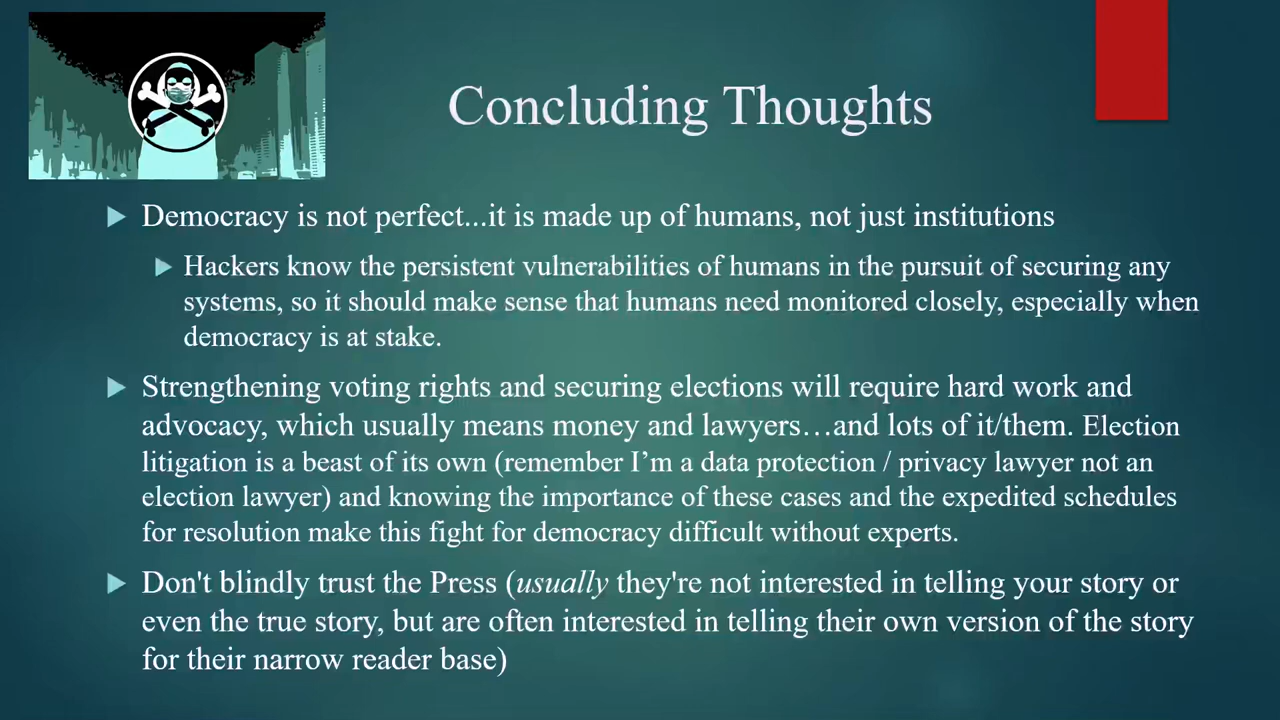 Concluding Thoughts
Democracy is not perfect...it is made up of humans, not just institutions
Hackers know the persistent vulnerabilities of humans in the pursuit of securing any
systems, so it should make sense that humans need monitored closely, especially when
democracy is at stake.
Strengthening voting rights and securing elections will require hard work and
advocacy, which usually means money and lawyers…and lots of it/them. Election
litigation is a beast of its own (remember I’m a data protection / privacy lawyer not an
election lawyer) and knowing the importance of these cases and the expedited schedules
for resolution make this fight for democracy difficult without experts.
Don't blindly trust the Press (usually they're not interested in telling your story or
even the true story, but are often interested in telling their own version of the story
for their narrow reader base)